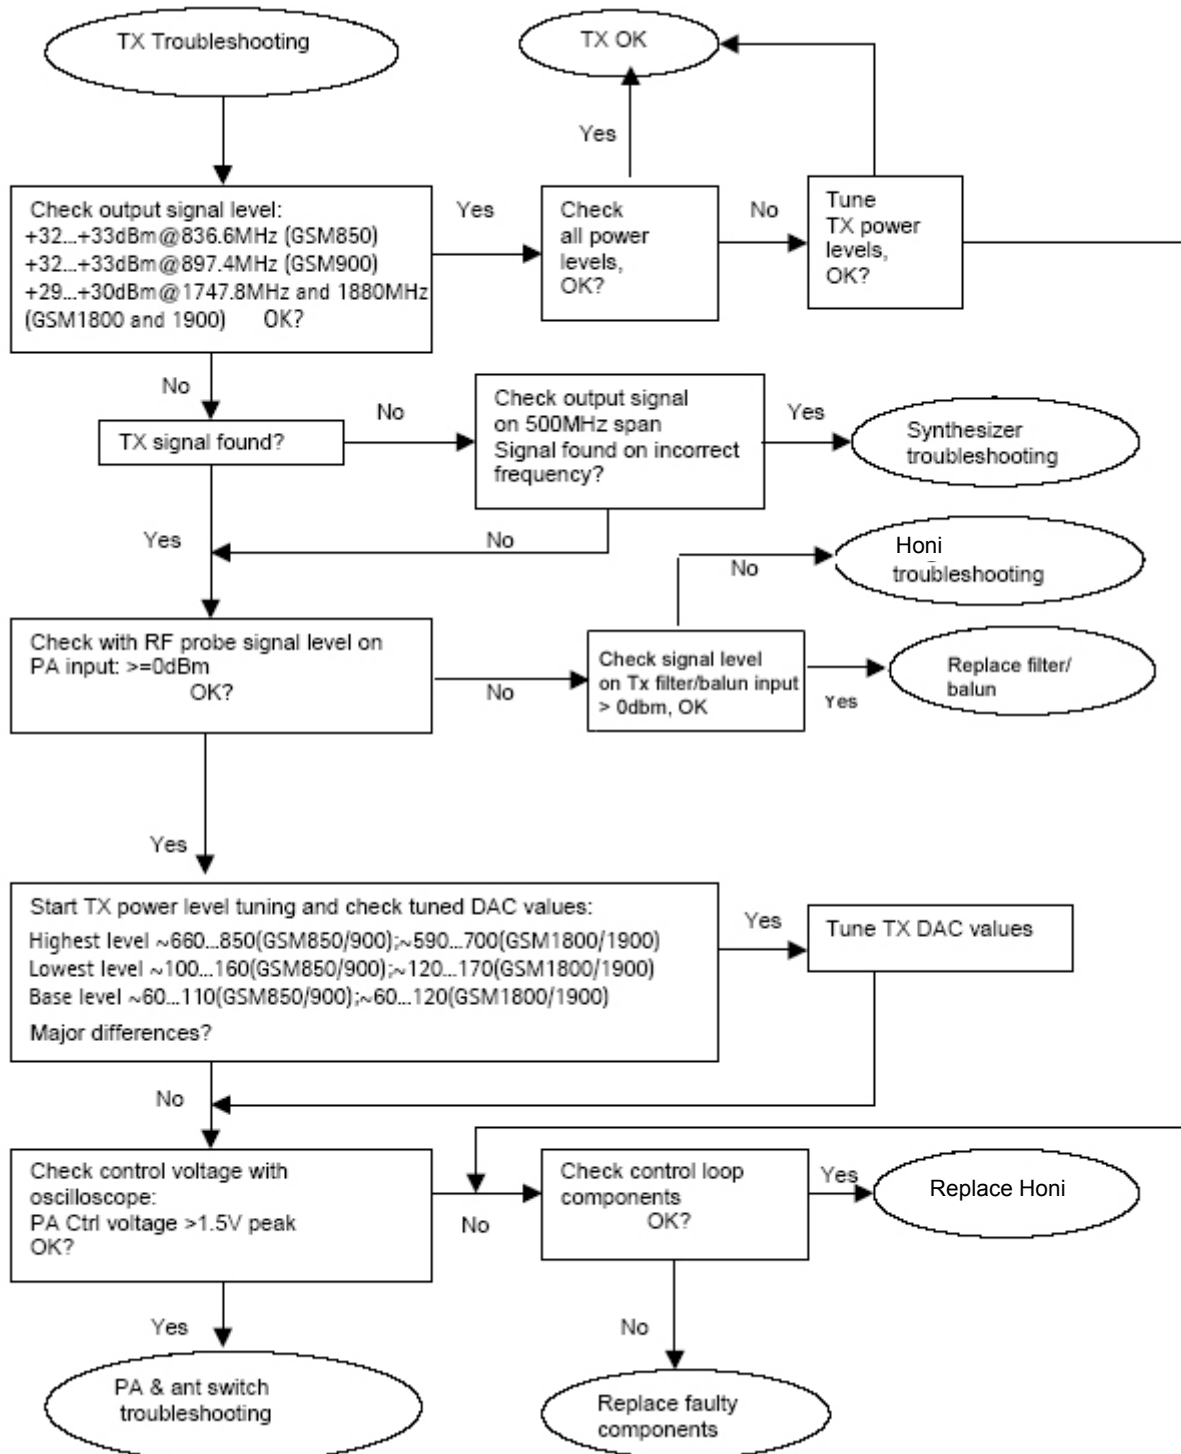 TX Troubleshooting
TX OK
Yes
Check output signal level:
+32...+33dBm@836.6MHz (GSM850)
+32...+33dBm@897.4MHz (GSM900)
+29...+30dBm@1747.8MHz and 1880MHz
(GSM1800 and 1900) OK?
Yes
Check
all power
levels,
OK?
No
Tune
TX power
levels,
OK?
No
TX signal found?
No
Check output signal
on 500MHz span
Signal found on incorrect
frequency?
Yes
Synthesizer
troubleshooting
Yes
No
Honi
troubleshooting
No
Check with RF probe signal level on
PA input: >=0dBm
OK?
No
Check signal level
on Tx filter/balun input
> 0dbm, OK
Yes
Replace filter/
balun
Yes
Start TX power level tuning and check tuned DAC values:
Highest level ~660...850(GSM850/900);~590...700(GSM1800/1900)
Lowest level ~100...160(GSM850/900);~120...170(GSM1800/1900)
Base level ~60...110(GSM850/900);~60...120(GSM1800/1900)
Major differences?
Yes
Tune TX DAC values
No
Check control voltage with
oscilloscope:
PA Ctrl voltage >1.5V peak
OK?
No
Check control loop
components
OK?
Yes
Replace Honi
Yes
No
PA & ant switch
troubleshooting
Replace faulty
components